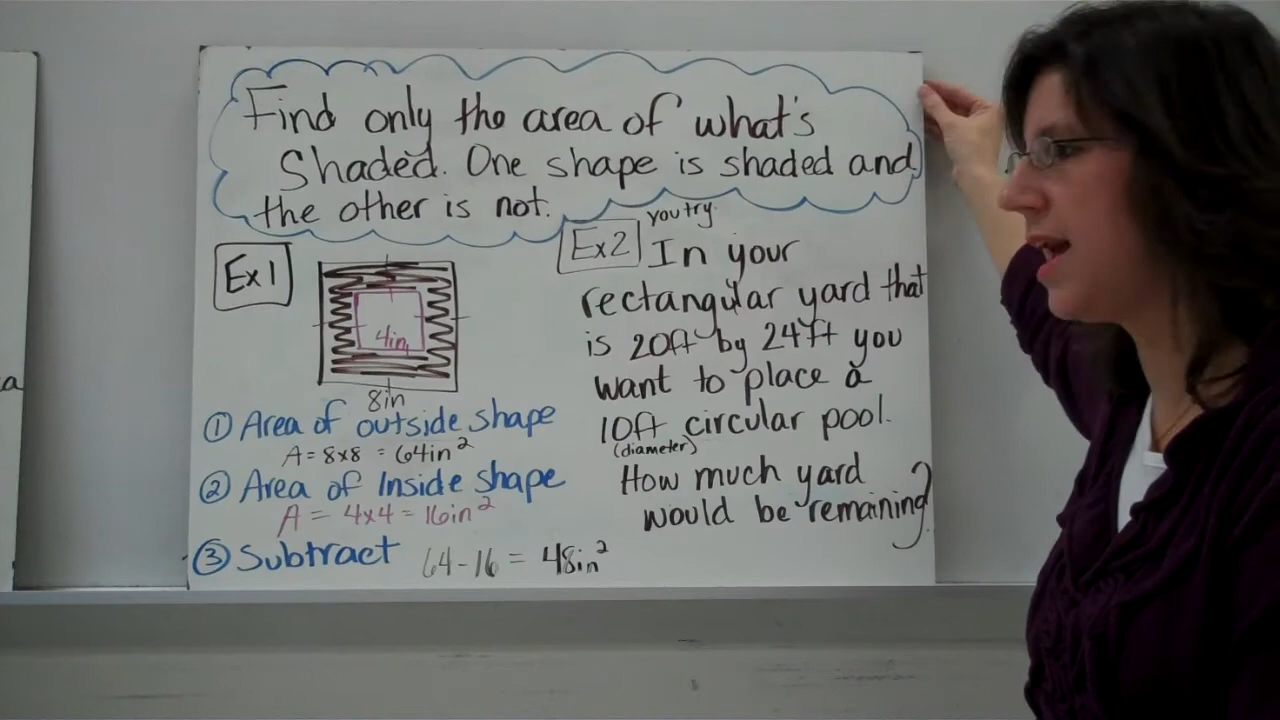 Find only the area of what's
Shaded. One shape is shaded and
the other is not.
Ex 1
4in
8in
① Area of outside shape
A = 8x8 = 64in²
② Area of Inside shape
A = 4x4 = 16in²
③ Subtract 64-16 = 48in²
Ex2 you try
In your
rectangular yard that
is 20ft by 24ft you
want to place a
10ft circular pool.
(diameter)
How much yard
would be remaining?
a